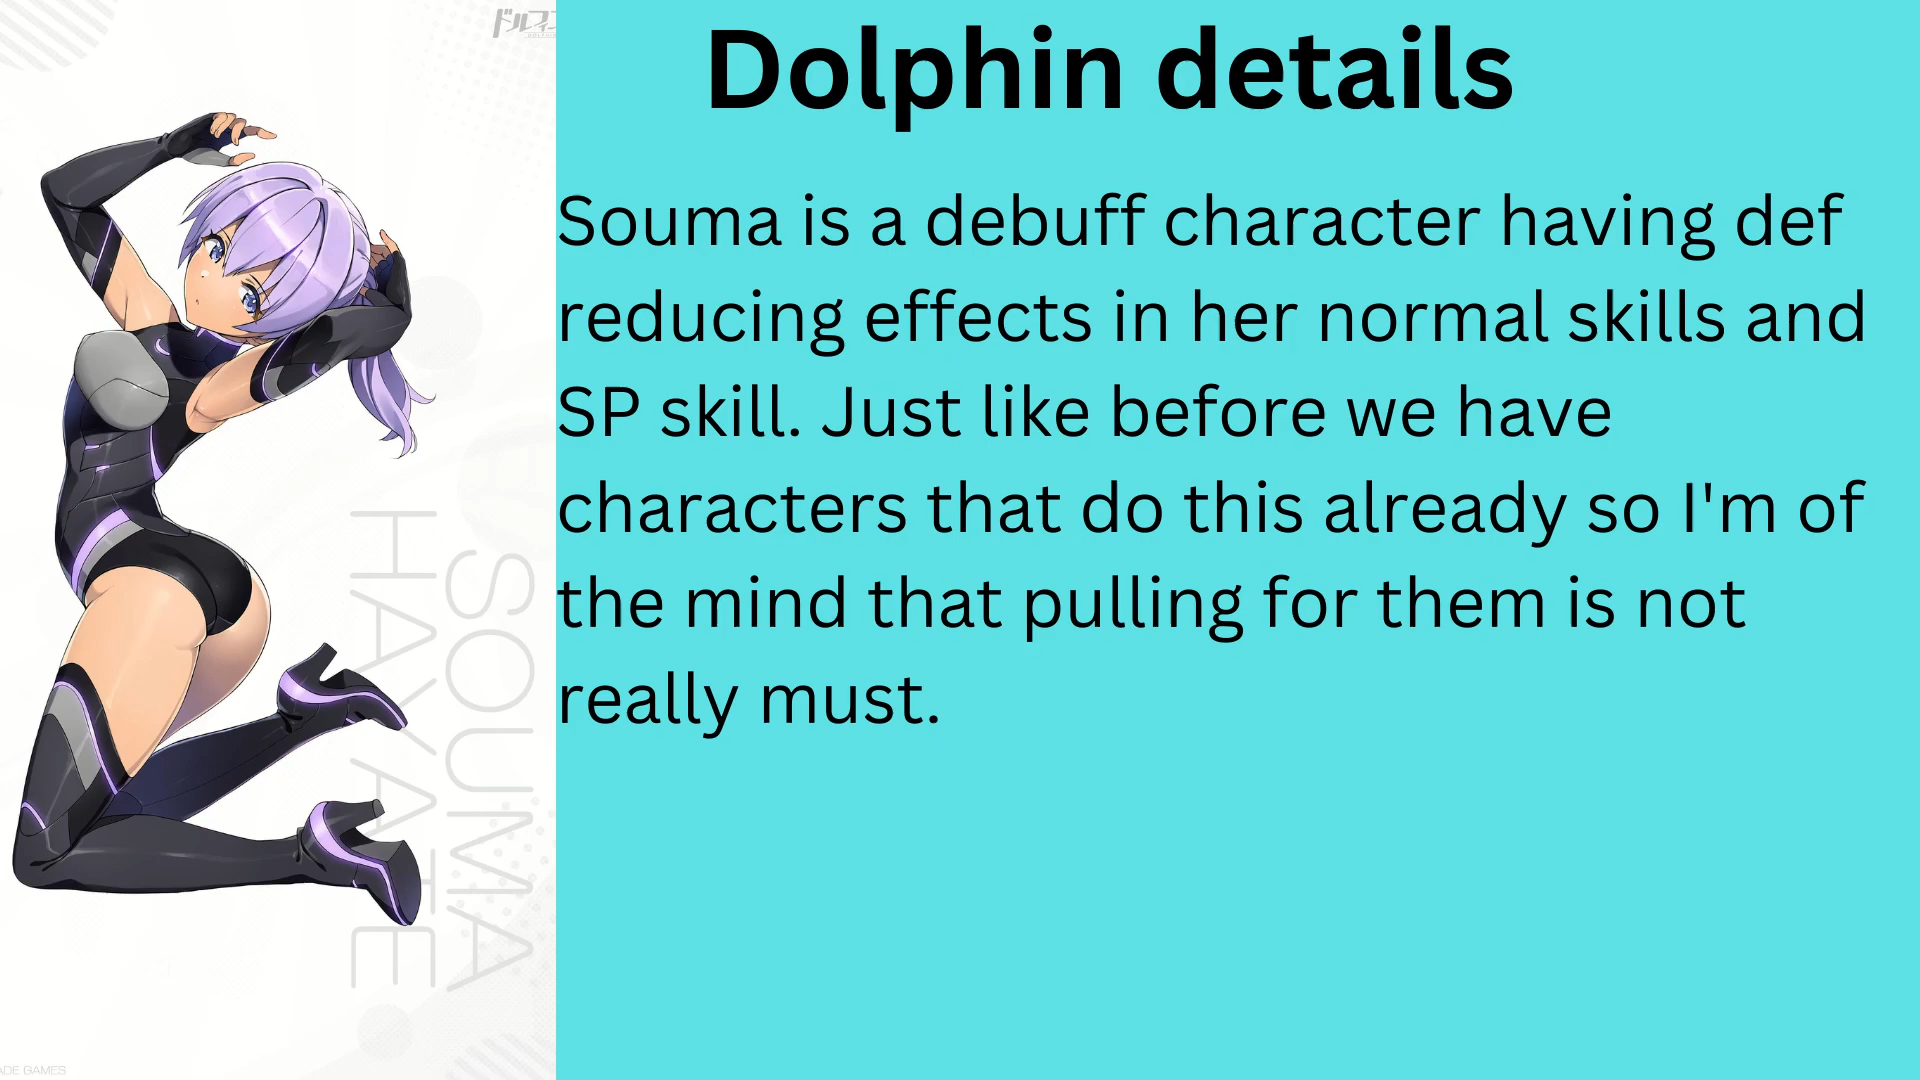 Dolphin details
Souma is a debuff character having def
reducing effects in her normal skills and
SP skill. Just like before we have
characters that do this already so I'm of
the mind that pulling for them is not
really must.
SOUMA
HAYATE
ADE GAMES